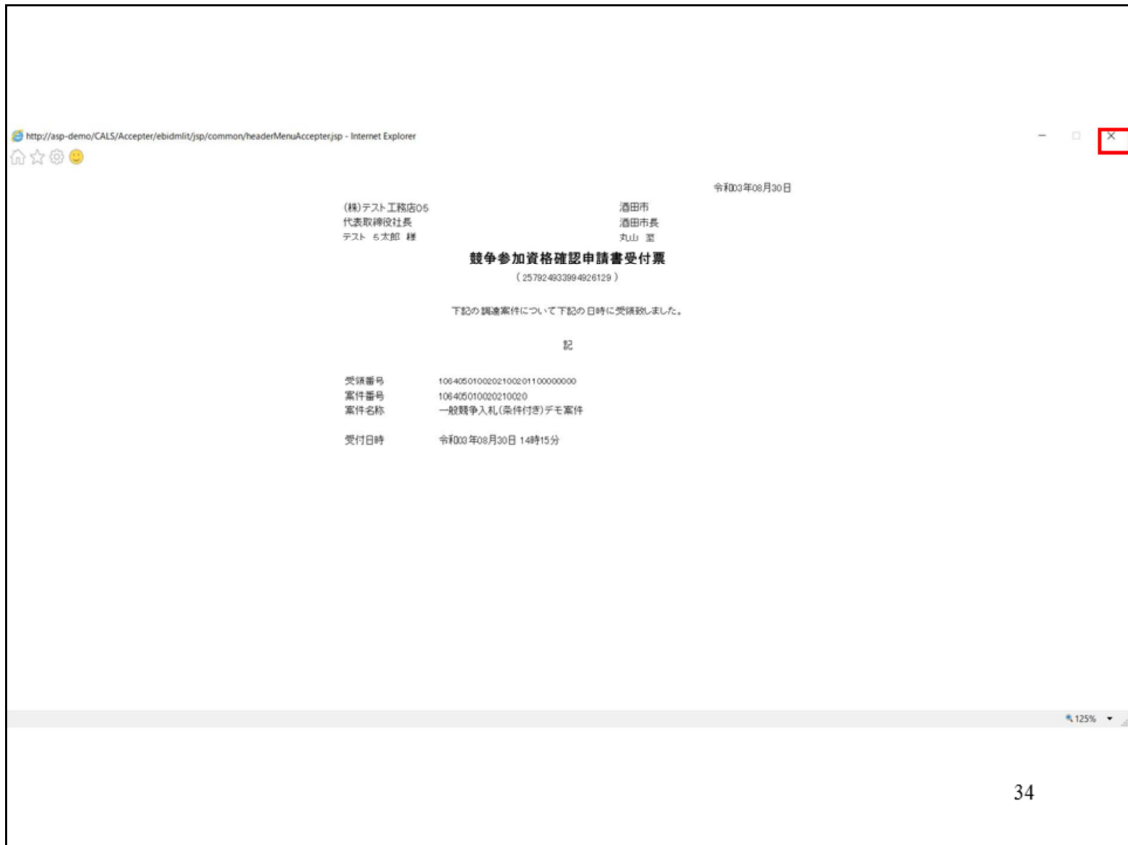 http://asp-demo/CALS/Accepter/ebidmlit/jsp/common/headerMenuAccepter.jsp - Internet Explorer
令和03年08月30日
(株)テスト工務店05 酒田市
代表取締役社長 酒田市長
テスト 5太郎 様 丸山 至
競争参加資格確認申請書受付票
(257924933994926129)
下記の調達案件について下記の日時に受領致しました。
記
受領番号 10640501002021002011000000​00
案件番号 106405010020210020
案件名称 一般競争入札(条件付き)デモ案件
受付日時 令和03年08月30日 14時15分
125%
34